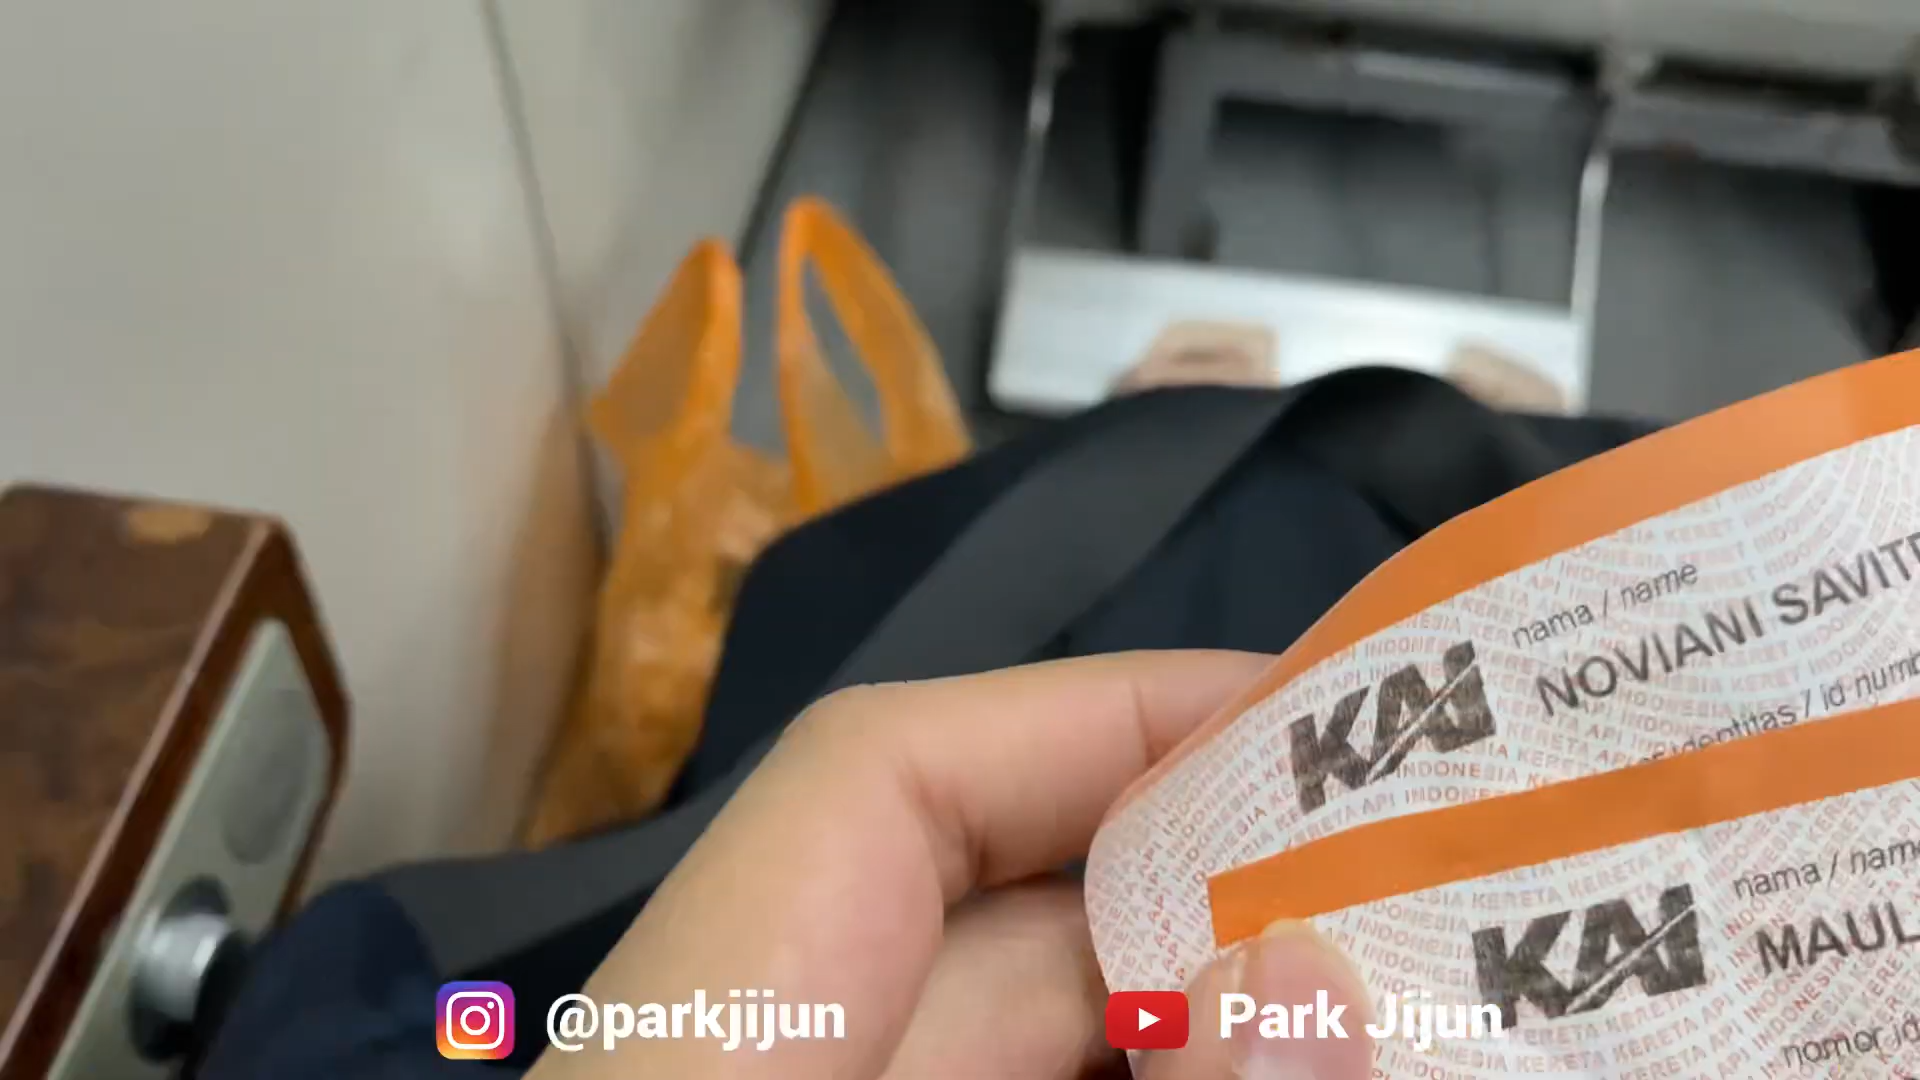 nama / name
KAI NOVIANI SAVIT
identitas / id numb
nama / name
KAI MAUL
nomor id
@parkjijun
Park Jijun